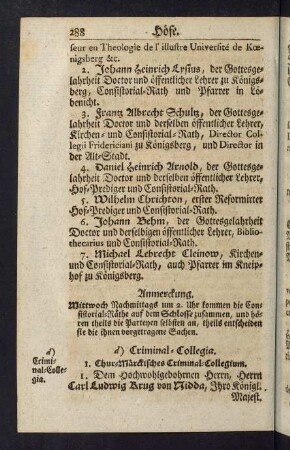 288 Höfe.
seur en Theologie de l' illustre Université de Kœ-
nigsberg &c.
2. Johann Heinrich Lysius, der Gottesge-
lahrheit Doctor und öffentlicher Lehrer zu Königs-
berg, Consistorial-Rath und Pfarrer in Lö-
benicht.
3. Frantz Albrecht Schultz, der Gottesge-
lahrheit Doctor und derselben öffentlicher Lehrer,
Kirchen- und Consistorial-Rath, Director Col-
legii Fridericiani zu Königsberg, und Director in
der Alt-Stadt.
4. Daniel Heinrich Arnold, der Gottesge-
lahrheit Doctor und derselben öffentlicher Lehrer,
Hof-Prediger und Consistorial-Rath.
5. Wilhelm Chrichton, erster Reformirter
Hof-Prediger und Consistorial-Rath.
6. Johann Behm, der Gottesgelahrheit
Doctor und derselbigen öffentlicher Lehrer, Biblio-
thecarius und Consistorial-Rath.
7. Michael Lebrecht Cleinow, Kirchen-
und Consistorial-Rath, auch Pfarrer im Kneip-
hof zu Königsberg.
Anmerckung.
Mittwoch Nachmittags um 2. Uhr kommen die Con-
sistorial-Räthe auf dem Schlosse zusammen, und hö-
ren theils die Partheyen selbsten an, theils entscheiden
sie die ihnen vorgetragene Sachen.
d) Criminal-Collegia.
d)
Crimi-
nal-Colle-
gia.
1. Chur-Märckisches Criminal-Collegium.
1. Dem Hochwohlgebohrnen Herrn, Herrn
Carl Ludwig Krug von Nidda, Ihro Königl.
Majest.